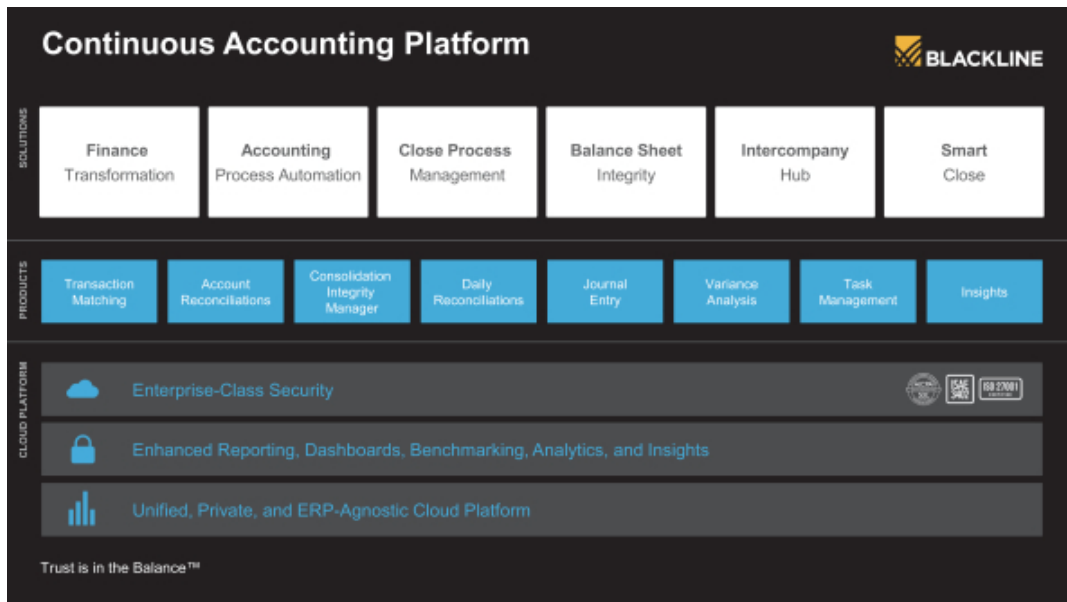 Continuous Accounting Platform
BLACKLINE
SOLUTIONS
Finance
Transformation
Accounting
Process Automation
Close Process
Management
Balance Sheet
Integrity
Intercompany
Hub
Smart
Close
PRODUCTS
Transaction
Matching
Account
Reconciliations
Consolidation
Integrity
Manager
Daily
Reconciliations
Journal
Entry
Variance
Analysis
Task
Management
Insights
CLOUD PLATFORM
Enterprise-Class Security
ISAE
3402
ISO 27001
Enhanced Reporting, Dashboards, Benchmarking, Analytics, and Insights
Unified, Private, and ERP-Agnostic Cloud Platform
Trust is in the Balance™